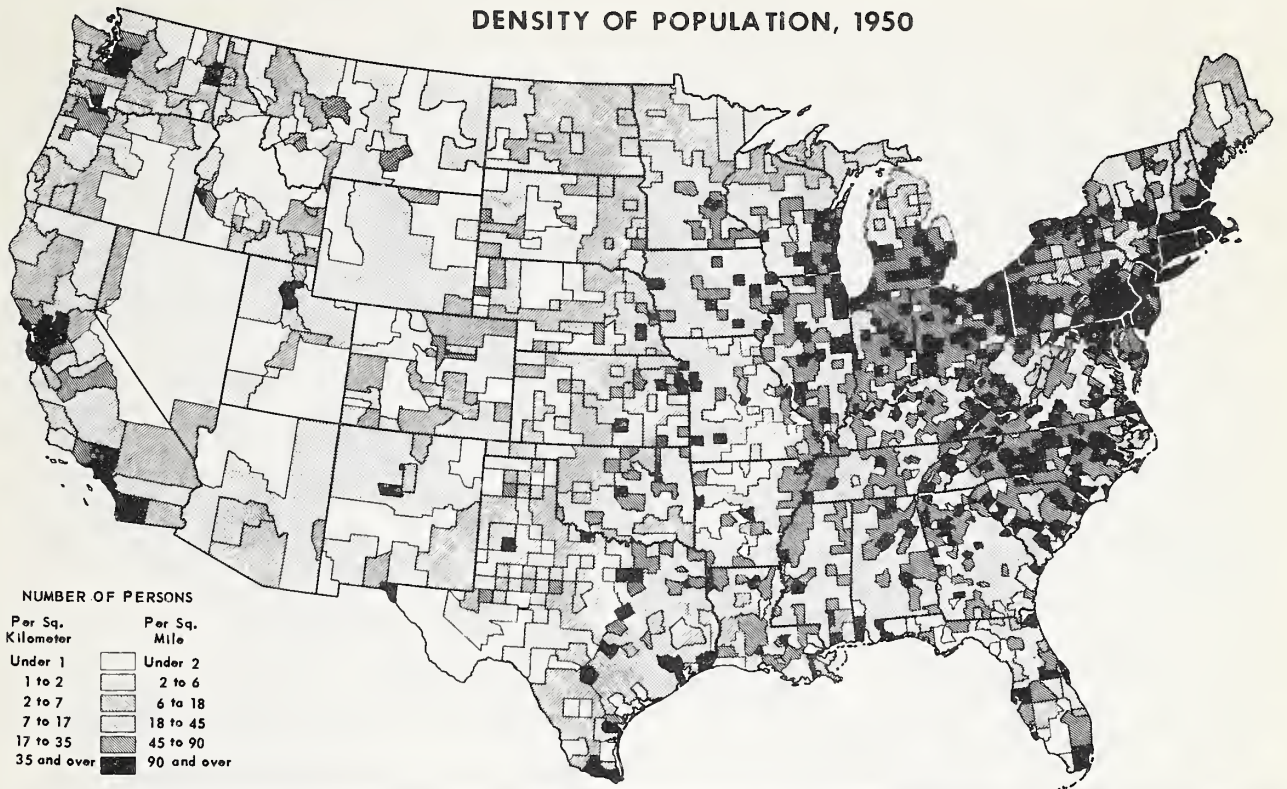 DENSITY OF POPULATION, 1950
NUMBER OF PERSONS
Per Sq. Kilometer Per Sq. Mile
Under 1 Under 2
1 to 2 2 to 6
2 to 7 6 to 18
7 to 17 18 to 45
17 to 35 45 to 90
35 and over 90 and over